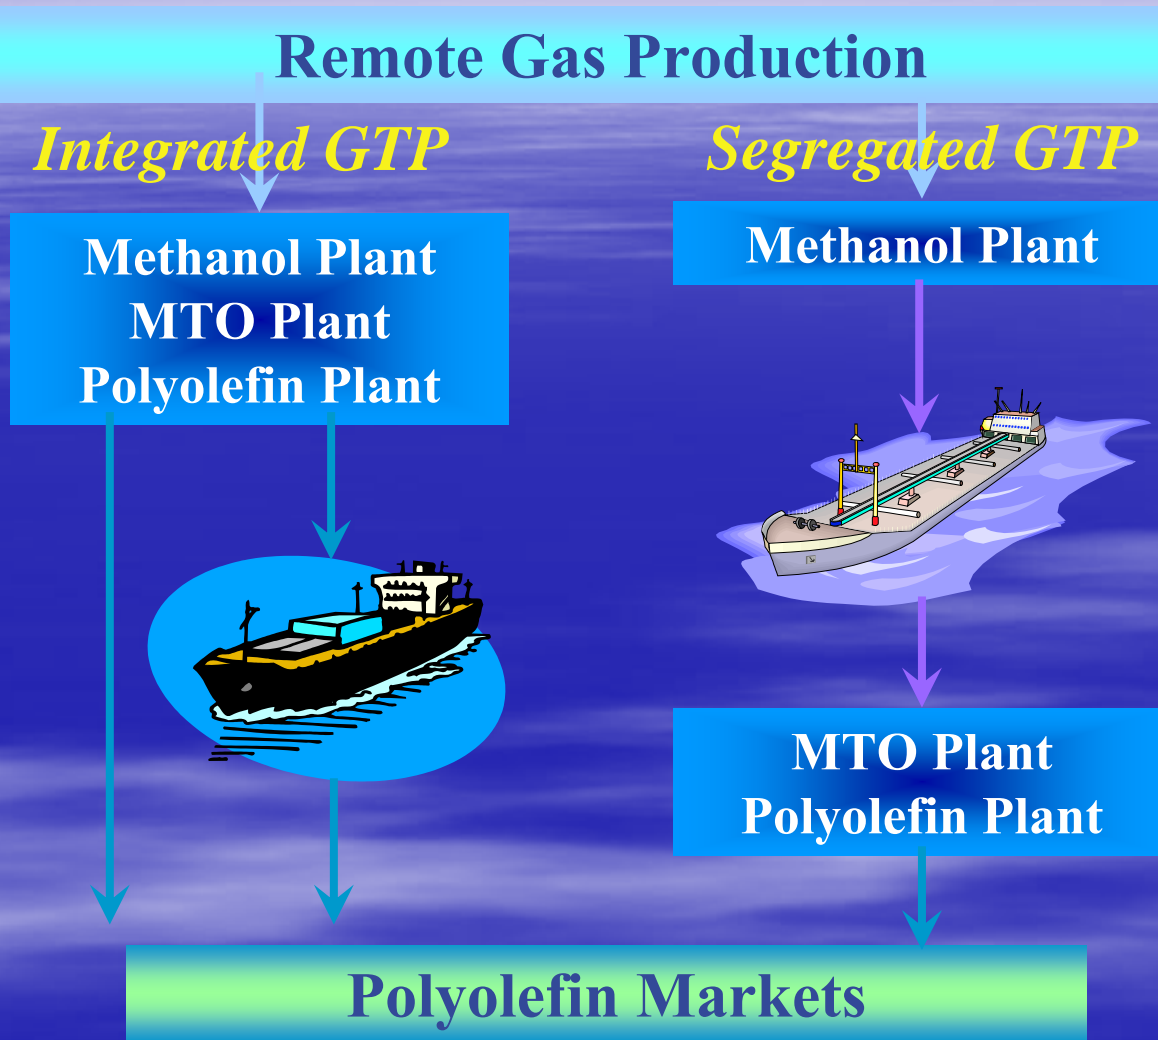 Remote Gas Production
Integrated GTP
Segregated GTP
Methanol Plant
MTO Plant
Polyolefin Plant
Methanol Plant
MTO Plant
Polyolefin Plant
Polyolefin Markets